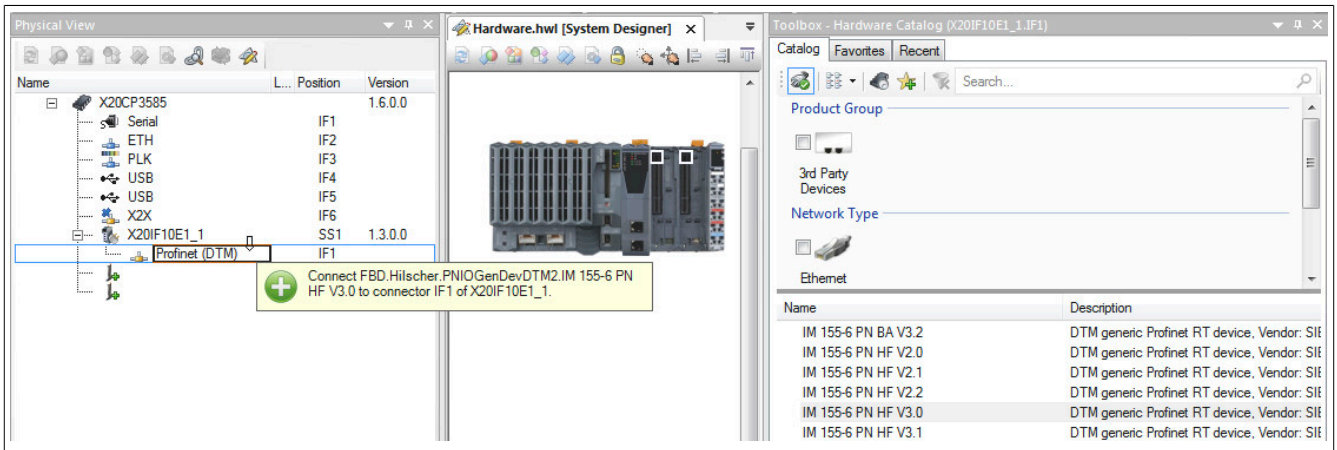 Physical View
Name L... Position Version
X20CP3585 1.6.0.0
Serial IF1
ETH IF2
PLK IF3
USB IF4
USB IF5
X2X IF6
X20IF10E1_1 SS1 1.3.0.0
Profinet (DTM) IF1
Connect FBD.Hilscher.PNIOGenDevDTM2.IM 155-6 PN
HF V3.0 to connector IF1 of X20IF10E1_1.
Hardware.hwl [System Designer]
Toolbox - Hardware Catalog (X20IF10E1_1.IF1)
Catalog Favorites Recent
Search...
Product Group
3rd Party
Devices
Network Type
Ethernet
Name Description
IM 155-6 PN BA V3.2 DTM generic Profinet RT device, Vendor: SIE
IM 155-6 PN HF V2.0 DTM generic Profinet RT device, Vendor: SIE
IM 155-6 PN HF V2.1 DTM generic Profinet RT device, Vendor: SIE
IM 155-6 PN HF V2.2 DTM generic Profinet RT device, Vendor: SIE
IM 155-6 PN HF V3.0 DTM generic Profinet RT device, Vendor: SIE
IM 155-6 PN HF V3.1 DTM generic Profinet RT device, Vendor: SIE